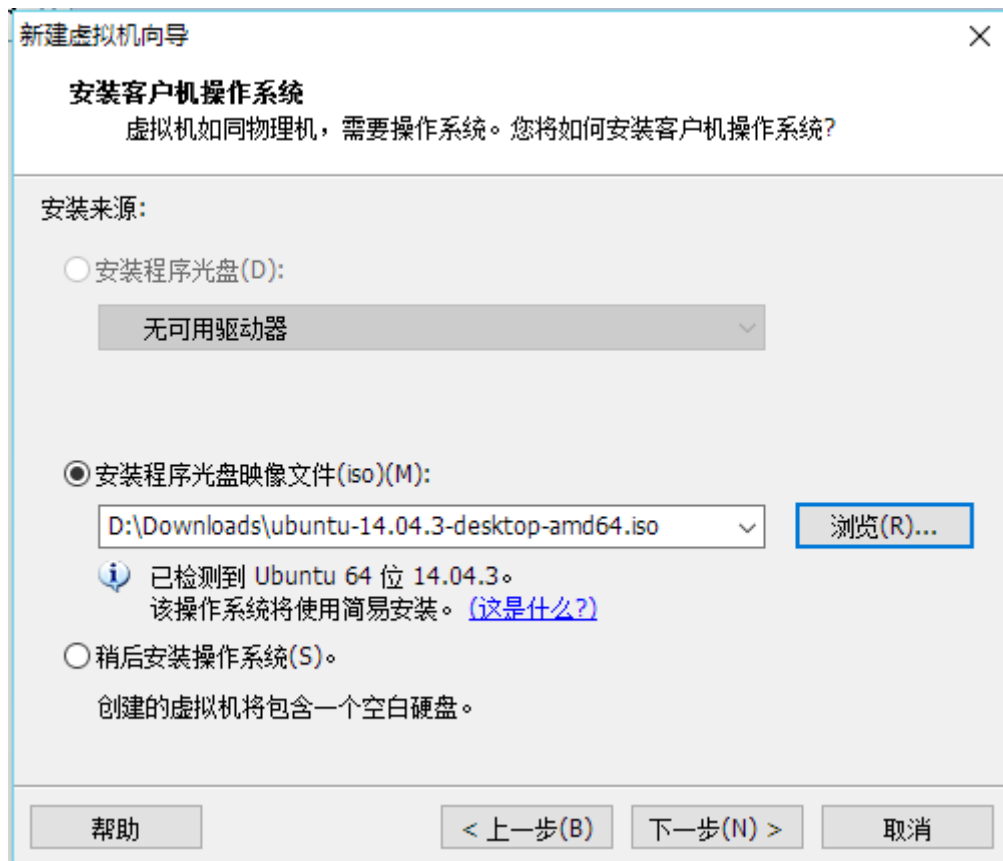 新建虚拟机向导
安装客户机操作系统
虚拟机如同物理机，需要操作系统。您将如何安装客户机操作系统?
安装来源:
安装程序光盘(D):
无可用驱动器
安装程序光盘映像文件(iso)(M):
D:\Downloads\ubuntu-14.04.3-desktop-amd64.iso
浏览(R)...
已检测到 Ubuntu 64 位 14.04.3。
该操作系统将使用简易安装。 (这是什么?)
稍后安装操作系统(S)。
创建的虚拟机将包含一个空白硬盘。
帮助
< 上一步(B)
下一步(N) >
取消